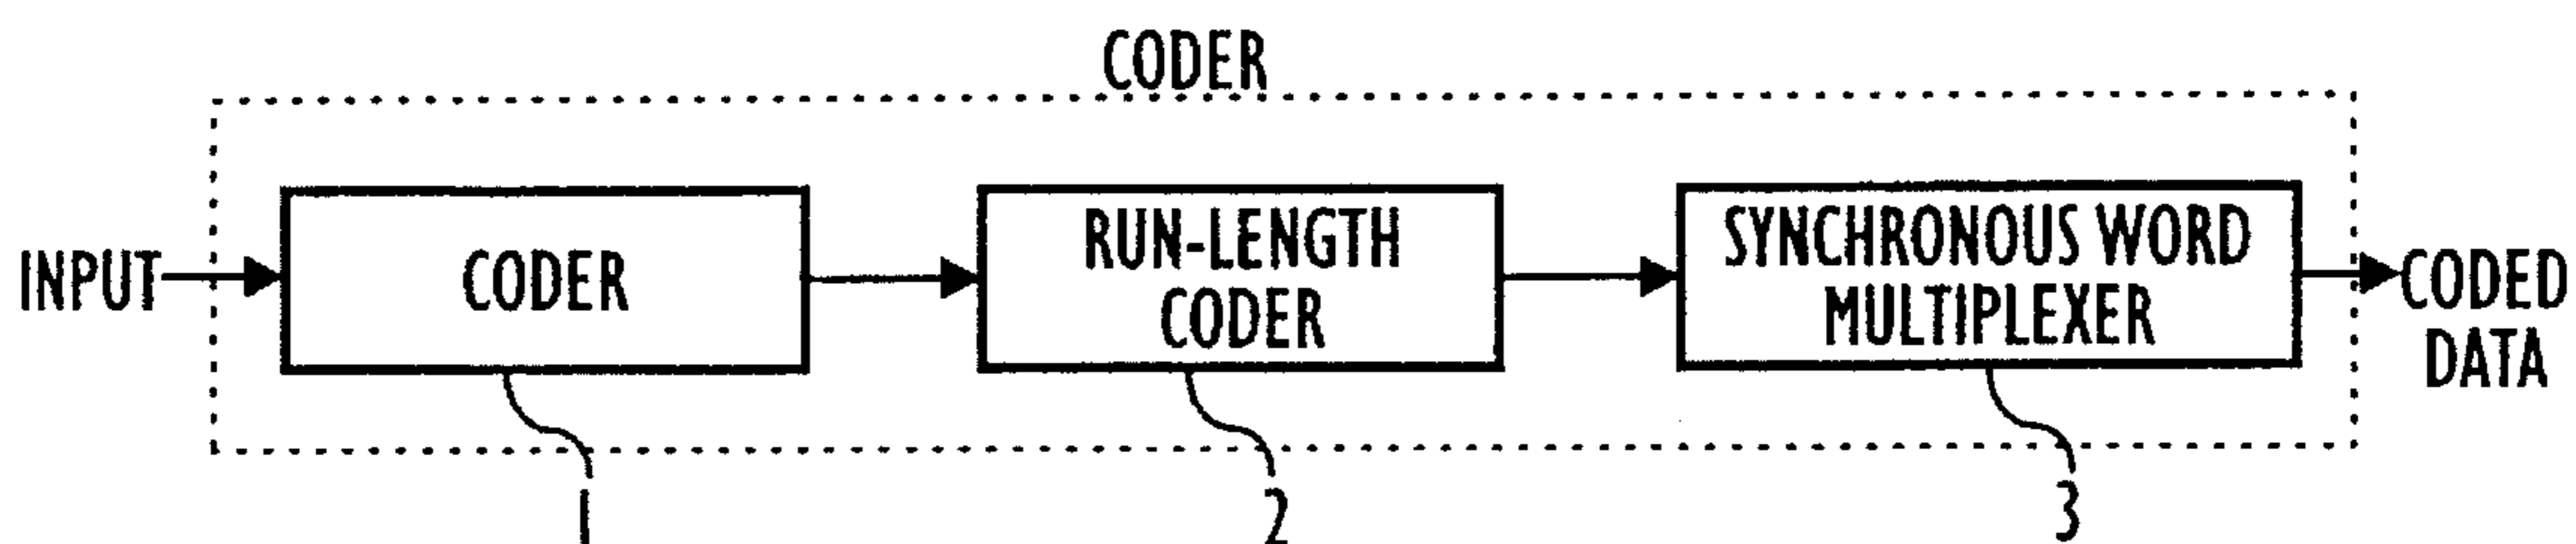 CODER
INPUT
CODER
RUN-LENGTH
CODER
SYNCHRONOUS WORD
MULTIPLEXER
CODED
DATA
1
2
3